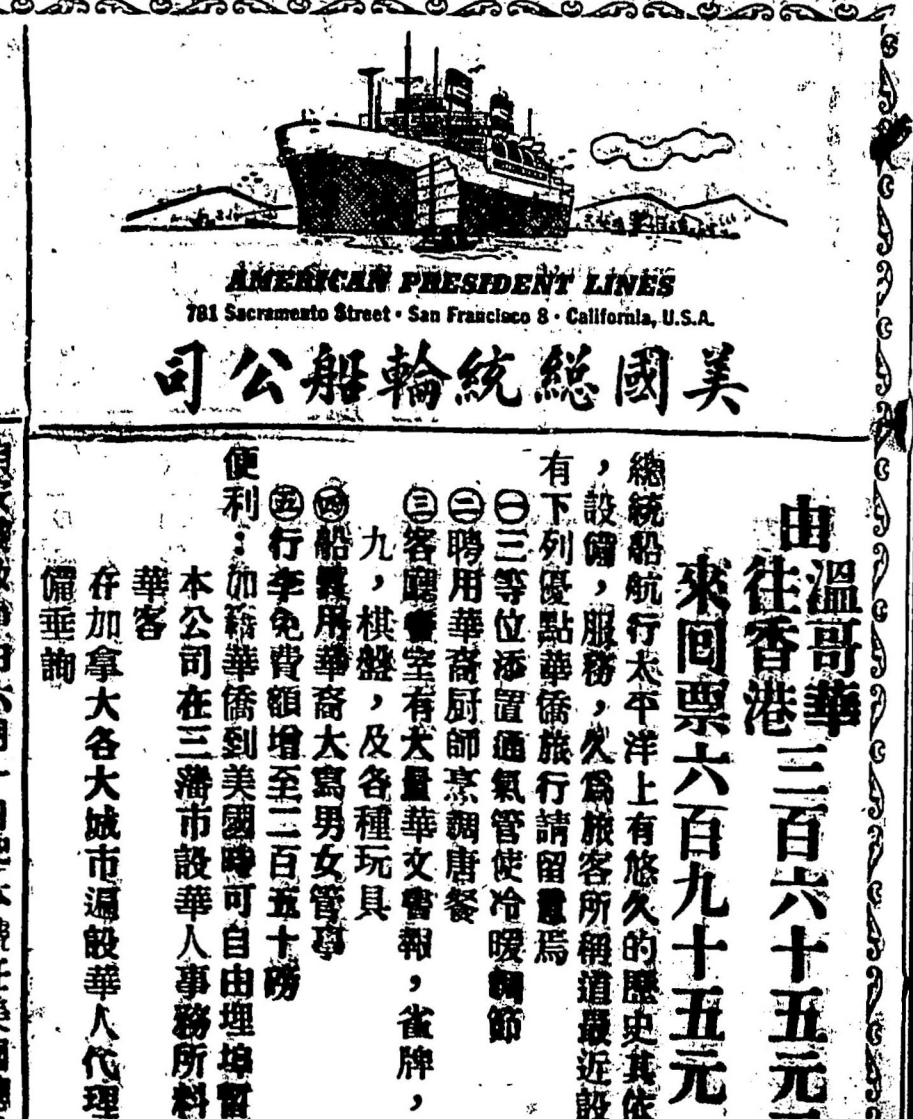 AMERICAN PRESIDENT LINES
781 Sacramento Street · San Francisco 8 · California, U.S.A.
美國総統輪船公司
由溫哥華往香港三百六十五元
來回票六百九十五元
總統船航行太平洋上有悠久的歷史其依
，設備，服務，久爲旅客所稱道最近設
有下列優點華僑旅行請留意焉
㊀三等位添置通氣管使冷暖調節
㊁聘用華裔厨師烹調唐餐
㊂客廳餐室有大量華文書報，雀牌，
九，棋盤，及各種玩具
㊃船員用華裔大寫男女管事
㊄行李免費額增至二百五十磅
便利：加籍華僑到美國時可自由埋埠暫
本公司在三藩市設華人事務所料
華客
在加拿大各大城市遍設華人代理
備垂詢